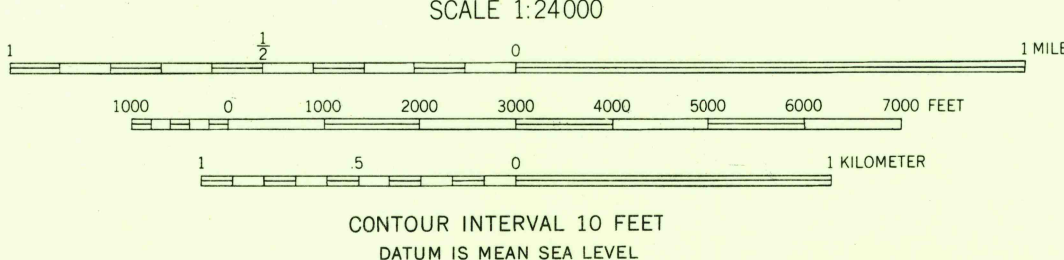 SCALE 1:24000
1 1/2 0 1 MILE
1000 0 1000 2000 3000 4000 5000 6000 7000 FEET
1 .5 0 1 KILOMETER
CONTOUR INTERVAL 10 FEET
DATUM IS MEAN SEA LEVEL